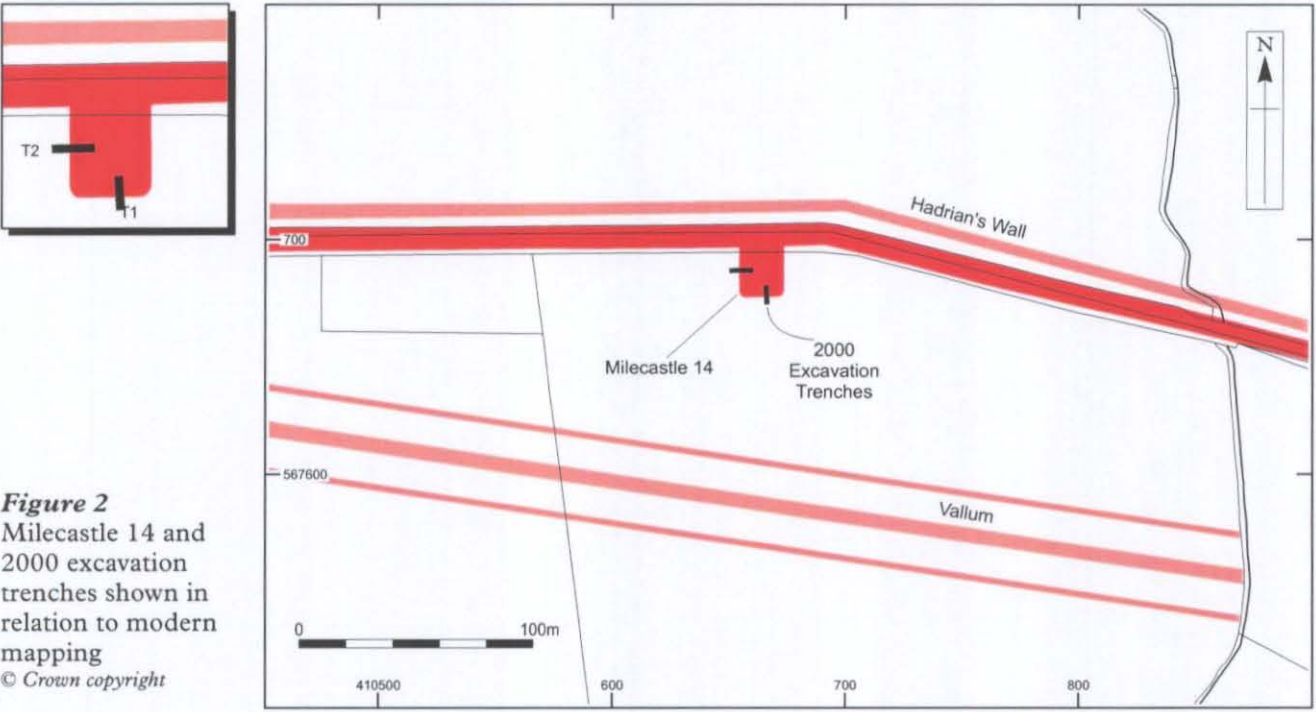 T2
T1
N
Hadrian's Wall
700
Milecastle 14
2000
Excavation
Trenches
567600
Vallum
0 100m
410500 600 700 800
Figure 2
Milecastle 14 and
2000 excavation
trenches shown in
relation to modern
mapping
© Crown copyright